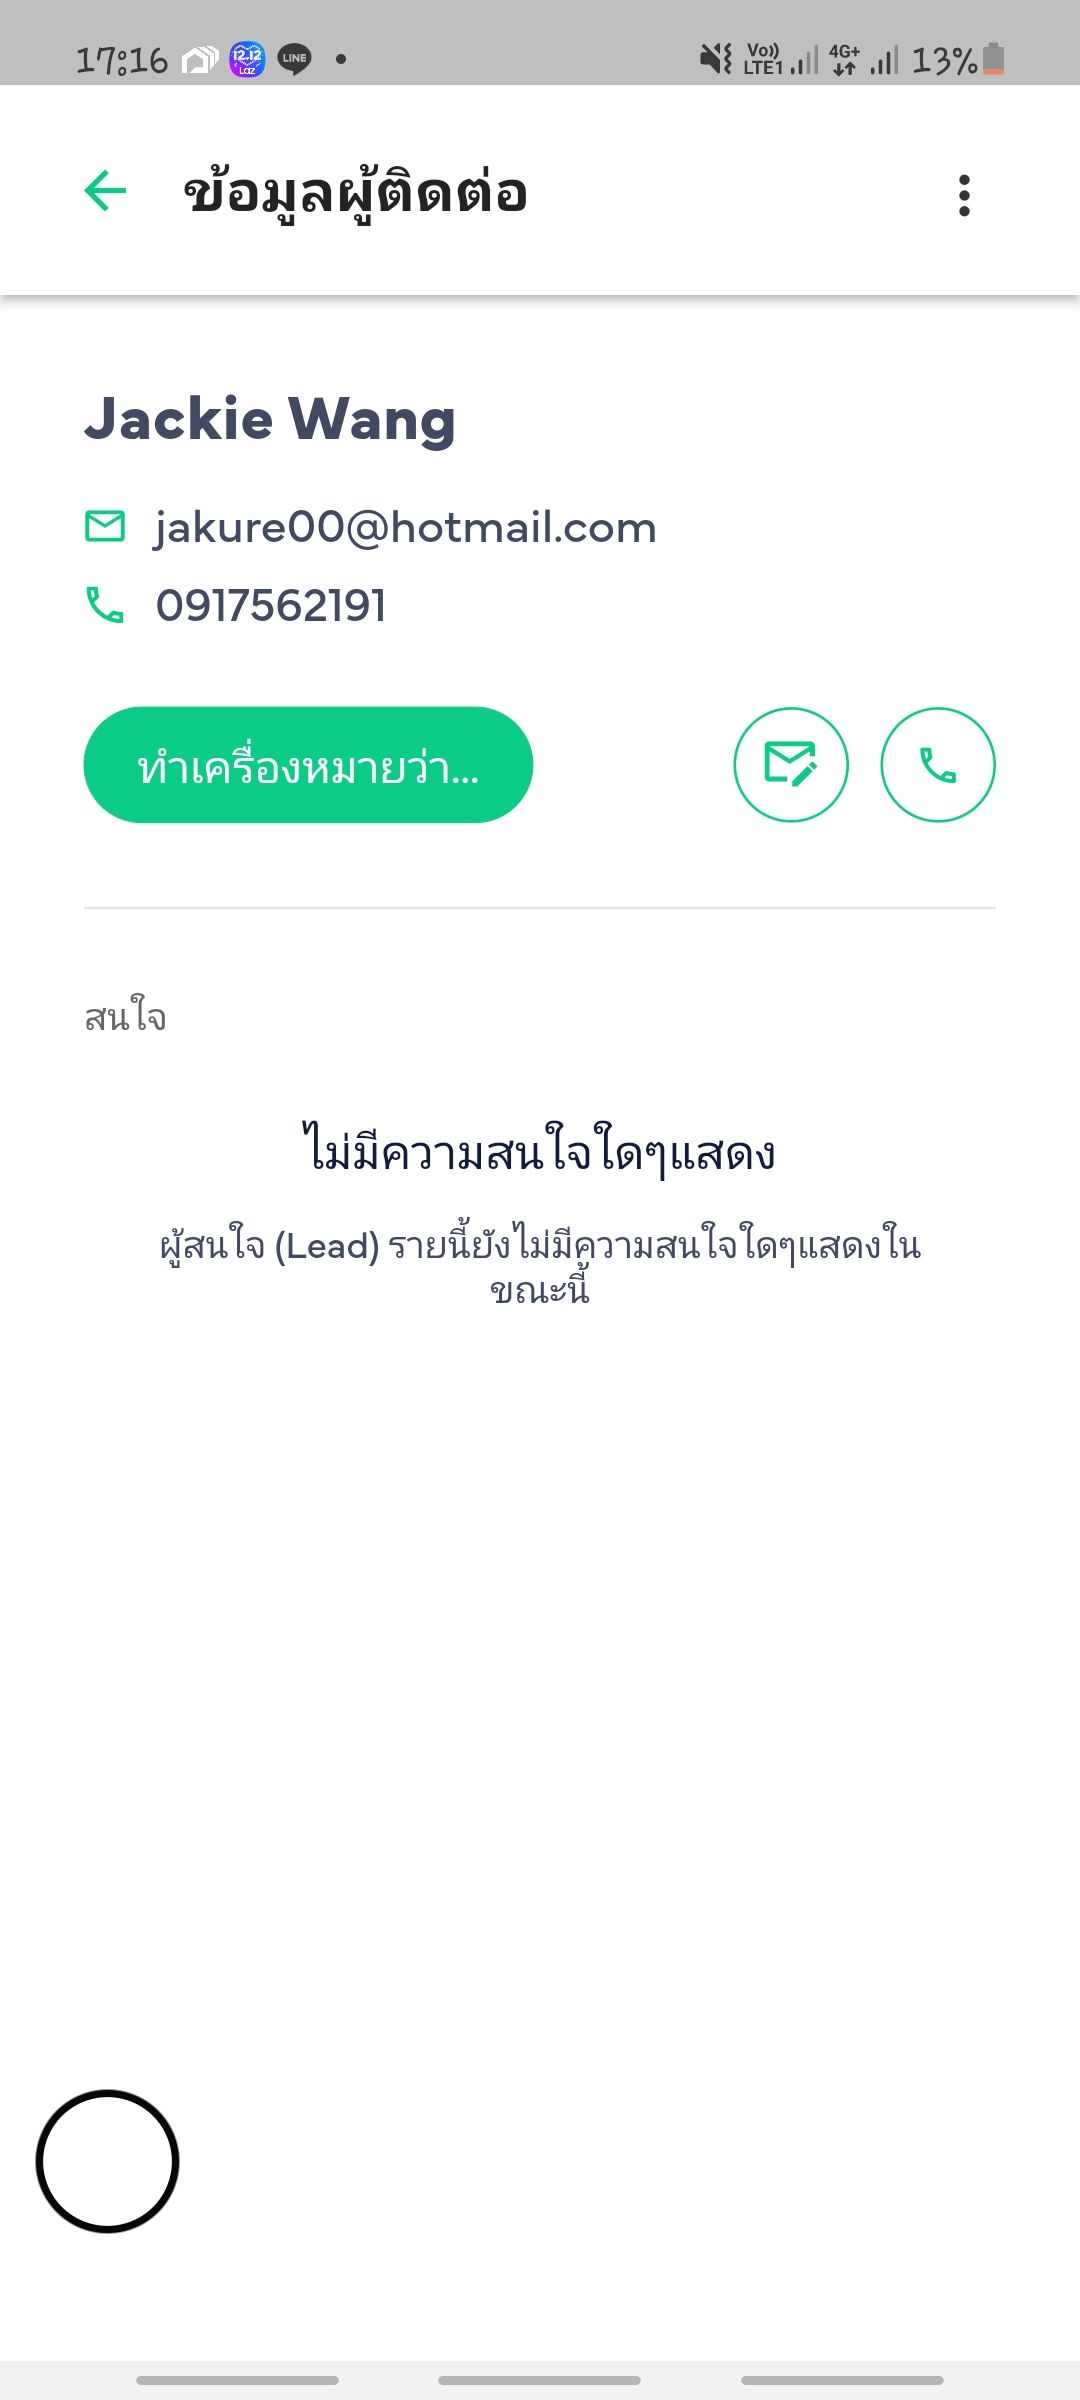 17:16 12.12 Laz LINE Vo)) LTE1 4G+ 13%
ข้อมูลผู้ติดต่อ
Jackie Wang
jakure00@hotmail.com
0917562191
ทำเครื่องหมายว่า...
สนใจ
ไม่มีความสนใจใดๆแสดง
ผู้สนใจ (Lead) รายนี้ยังไม่มีความสนใจใดๆแสดงใน
ขณะนี้